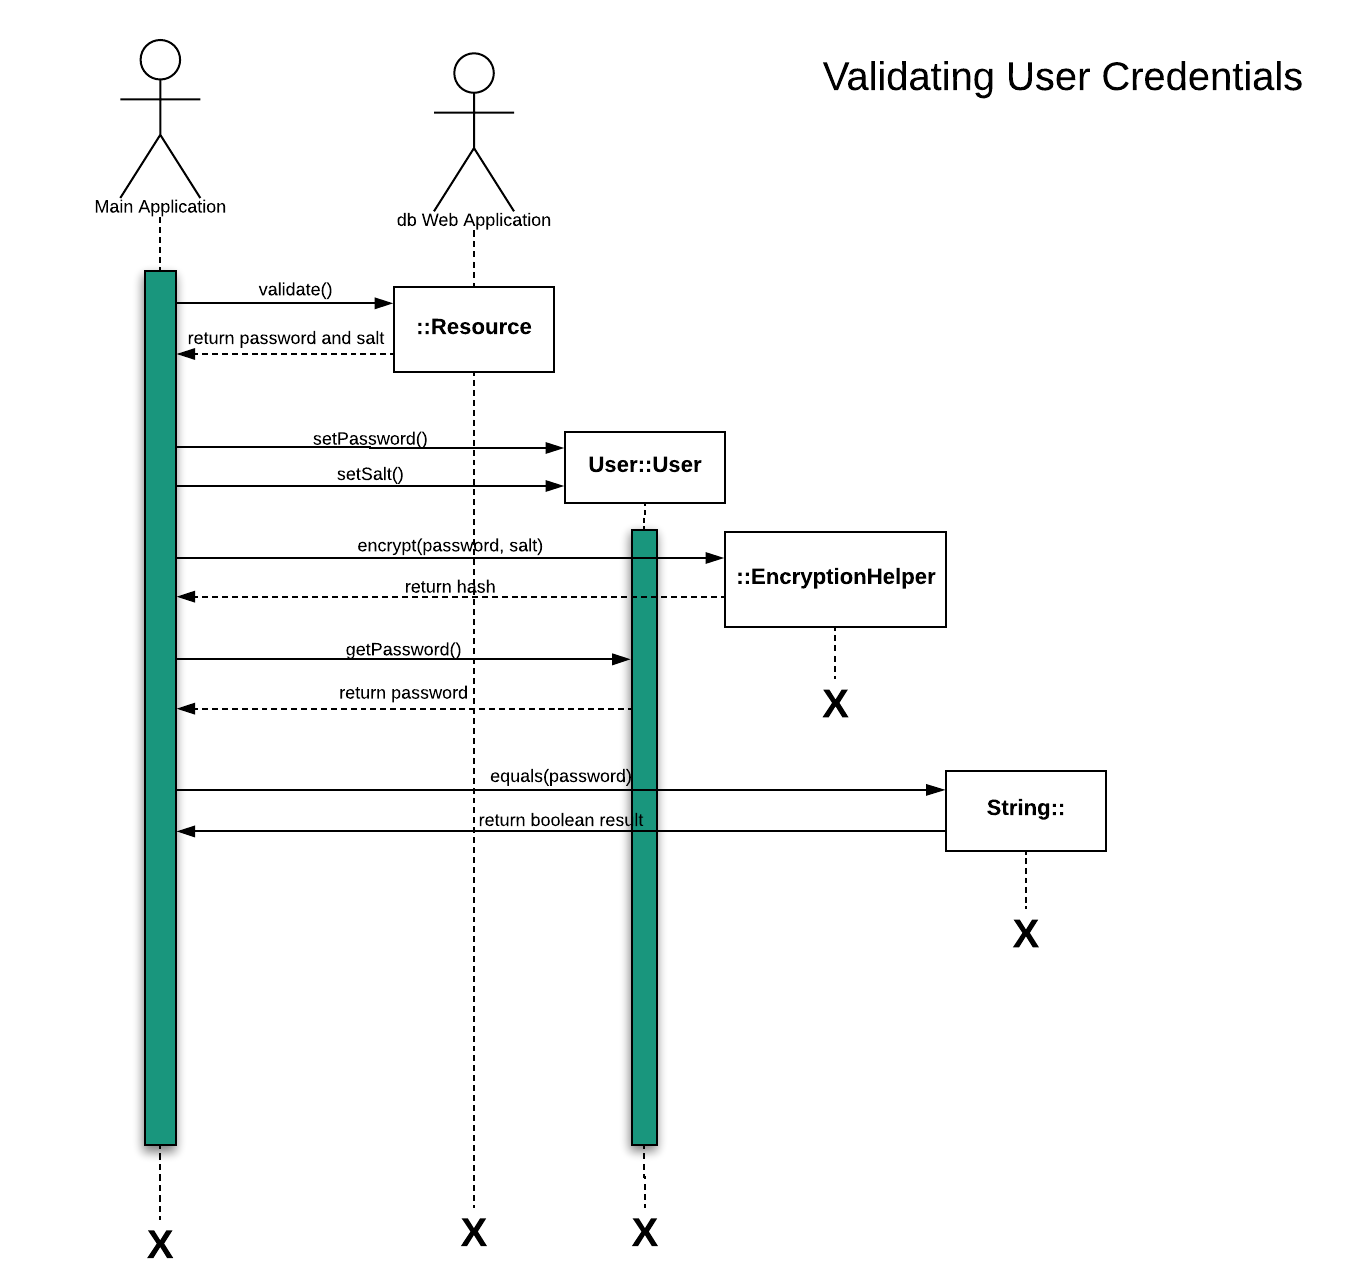 Validating User Credentials
Main Application
db Web Application
validate()
::Resource
return password and salt
setPassword()
User::User
setSalt()
encrypt(password, salt)
::EncryptionHelper
return hash
getPassword()
return password
X
equals(password)
String::
return boolean result
X
X
X
X